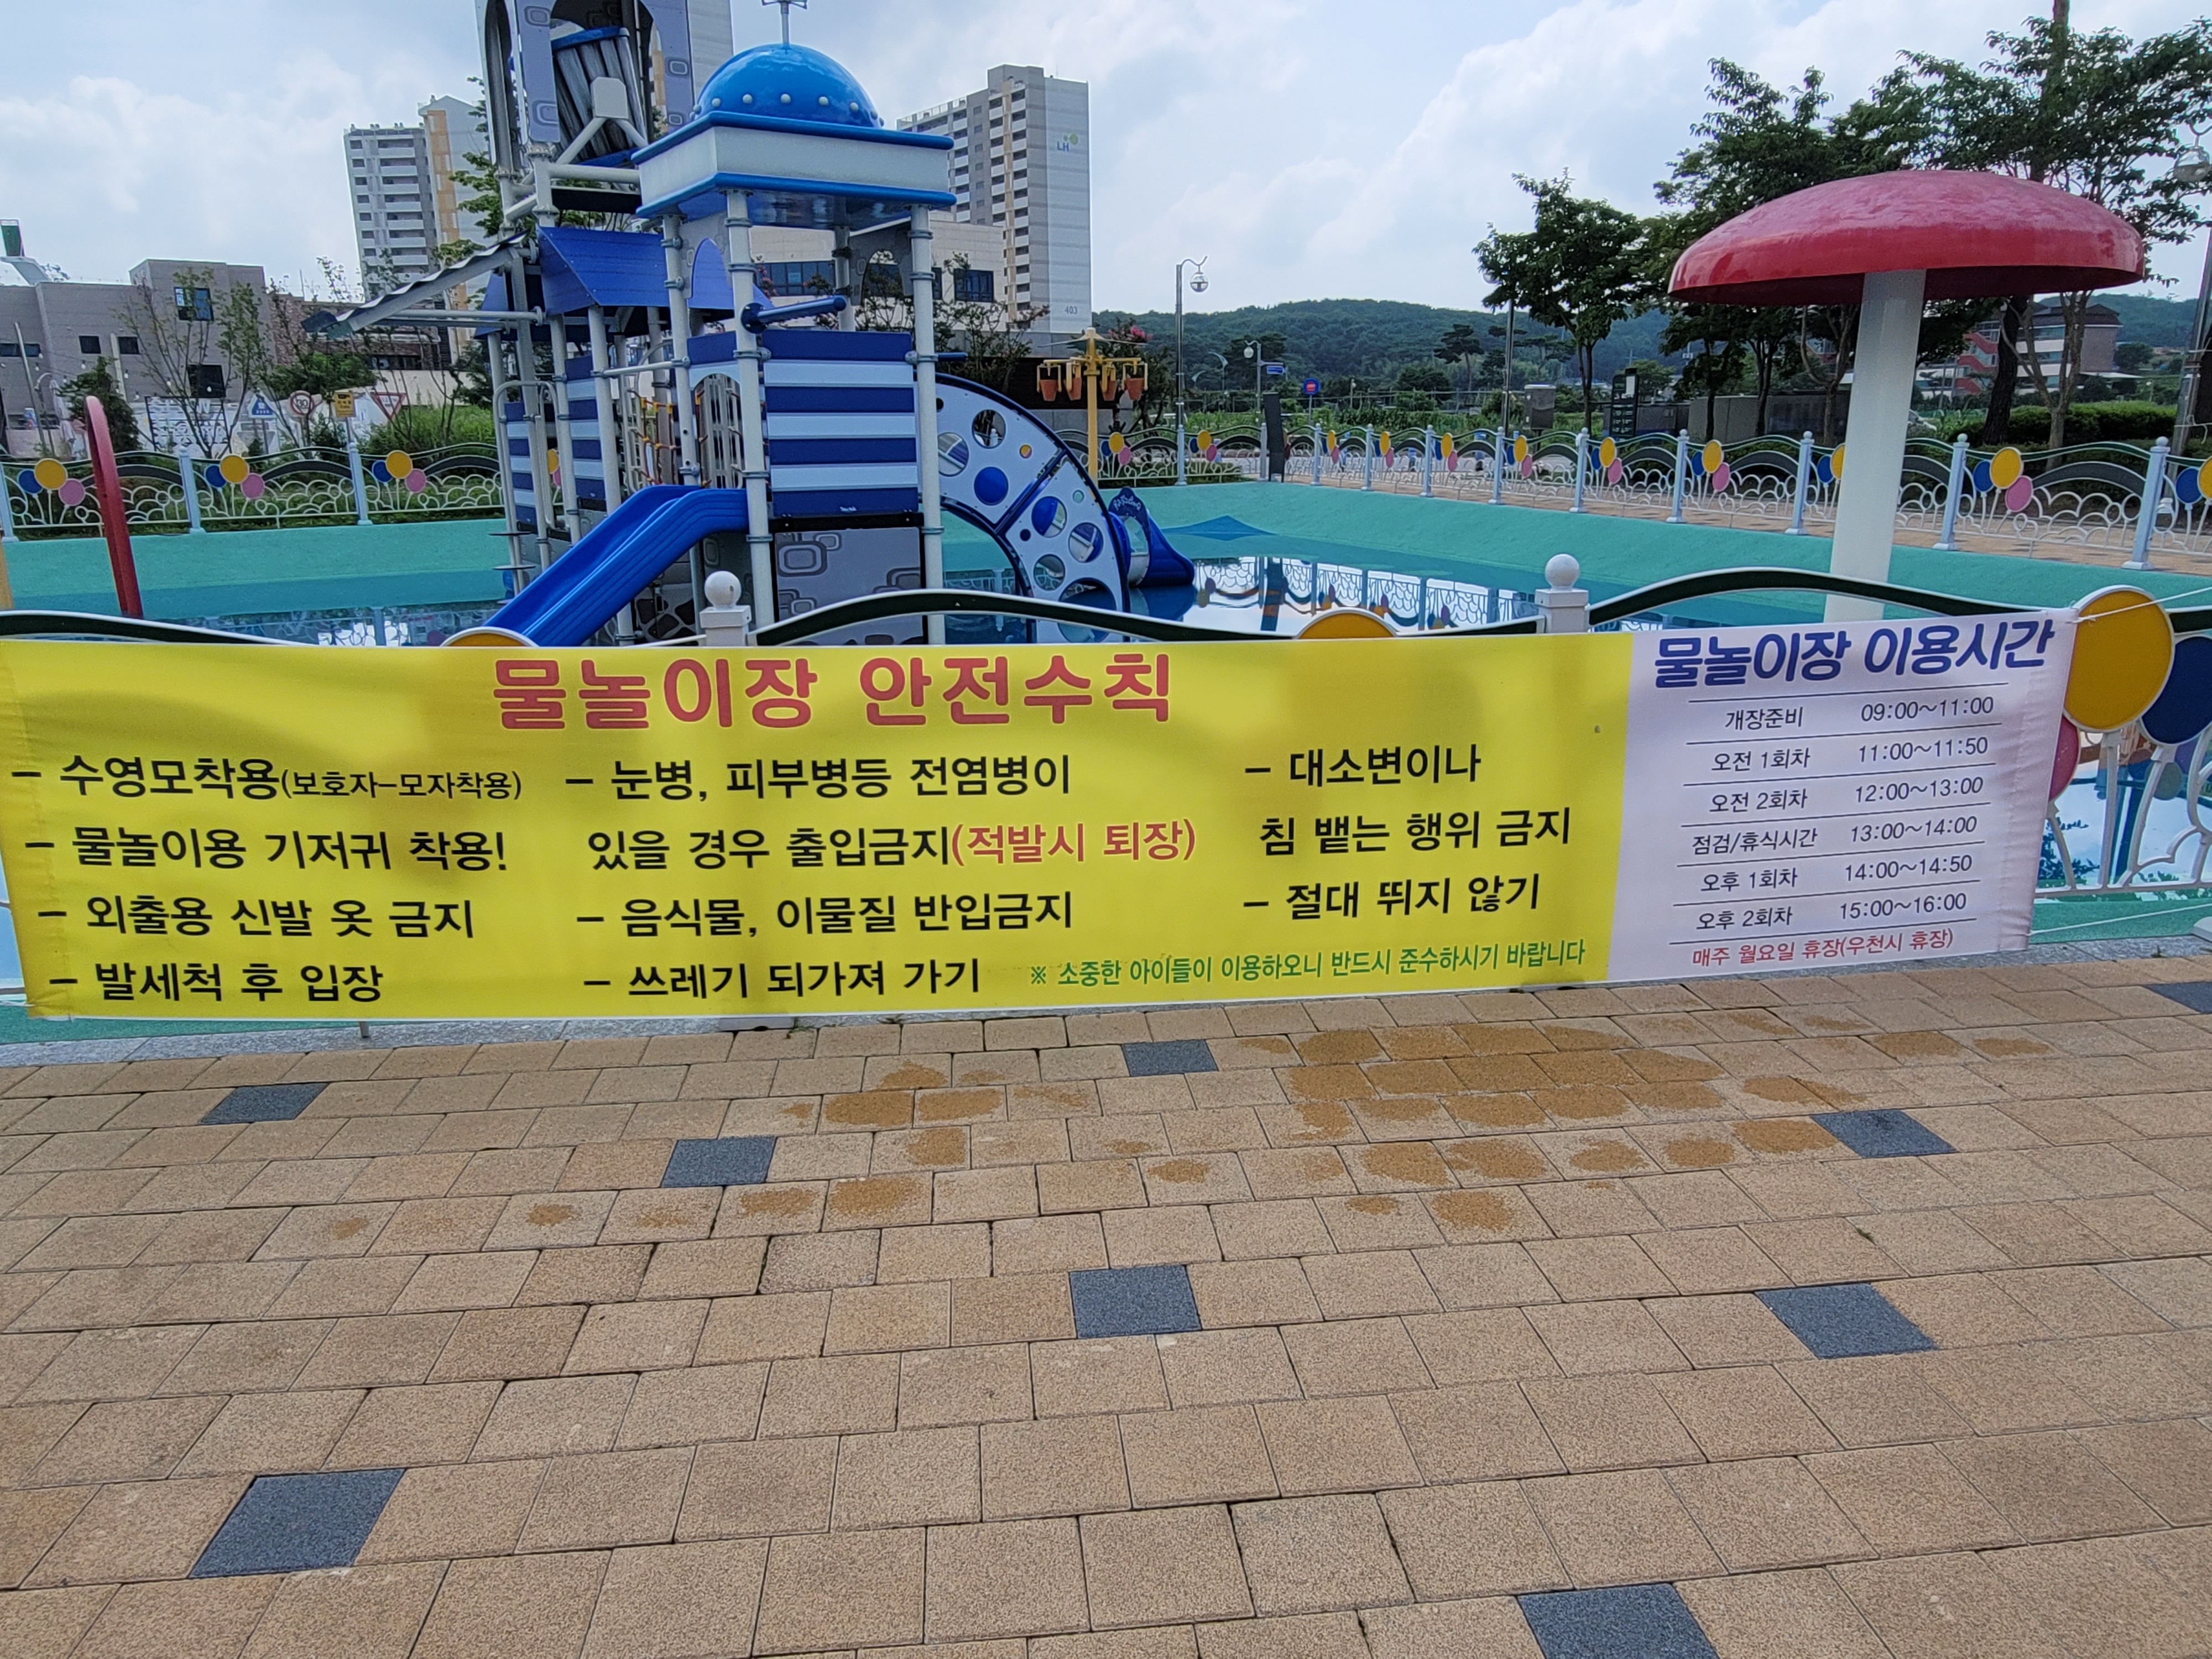 LH
403
물놀이장 안전수칙
- 수영모착용(보호자-모자착용)
- 물놀이용 기저귀 착용!
- 외출용 신발 옷 금지
- 발세척 후 입장
- 눈병, 피부병등 전염병이
있을 경우 출입금지(적발시 퇴장)
- 음식물, 이물질 반입금지
- 쓰레기 되가져 가기
- 대소변이나
침 뱉는 행위 금지
- 절대 뛰지 않기
※ 소중한 아이들이 이용하오니 반드시 준수하시기 바랍니다
물놀이장 이용시간
개장준비 09:00~11:00
오전 1회차 11:00~11:50
오전 2회차 12:00~13:00
점검/휴식시간 13:00~14:00
오후 1회차 14:00~14:50
오후 2회차 15:00~16:00
매주 월요일 휴장(우천시 휴장)